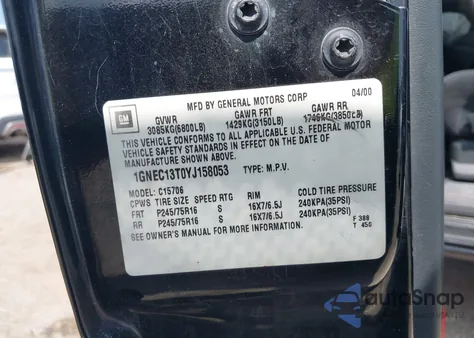 MFD BY GENERAL MOTORS CORP 04/00
GM GVWR GAWR FRT GAWR RR
3085KG(6800LB) 1429KG(3150LB) 1746KG(3850LB)
THIS VEHICLE CONFORMS TO ALL APPLICABLE U.S. FEDERAL MOTOR
VEHICLE SAFETY STANDARDS IN EFFECT ON THE DATE OF
MANUFACTURE SHOWN ABOVE.
1GNEC13T0YJ158053 TYPE: M.P.V.
MODEL: C15706
CPWS TIRE SIZE SPEED RTG RIM COLD TIRE PRESSURE
FRT P245/75R16 S 16X7/6.5J 240KPA(35PSI)
RR P245/75R16 S 16X7/6.5J 240KPA(35PSI)
SEE OWNER'S MANUAL FOR MORE INFORMATION
F 388
T 450
AutoSnap